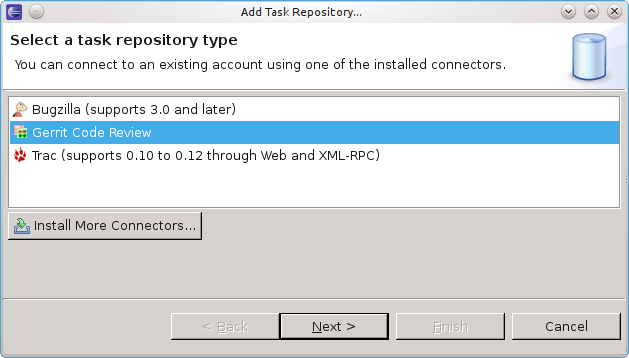 Add Task Repository...
Select a task repository type
You can connect to an existing account using one of the installed connectors.
Bugzilla (supports 3.0 and later)
Gerrit Code Review
Trac (supports 0.10 to 0.12 through Web and XML-RPC)
Install More Connectors...
< Back Next > Finish Cancel